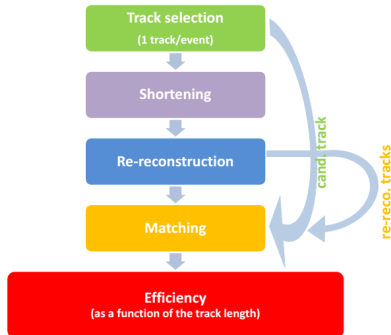 Track selection
(1 track/event)
Shortening
Re-reconstruction
Matching
cand. track
re-reco. tracks
Efficiency
(as a function of the track length)